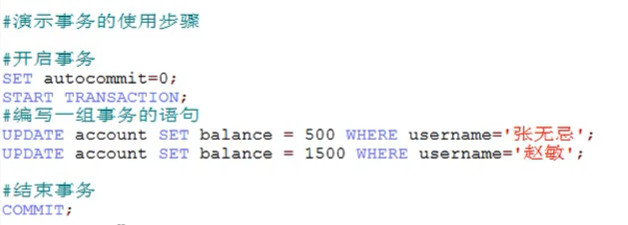 #演示事务的使用步骤
#开启事务
SET autocommit=0;
START TRANSACTION;
#编写一组事务的语句
UPDATE account SET balance = 500 WHERE username='张无忌';
UPDATE account SET balance = 1500 WHERE username='赵敏';
#结束事务
COMMIT;